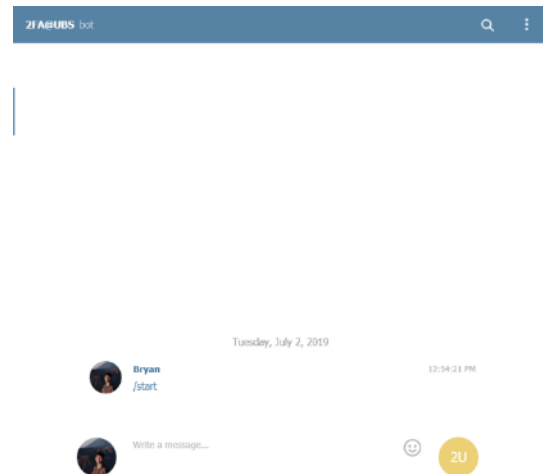 2FA@UBS bot
Tuesday, July 2, 2019
Bryan 12:54:21 PM
/start
Write a message...
2U